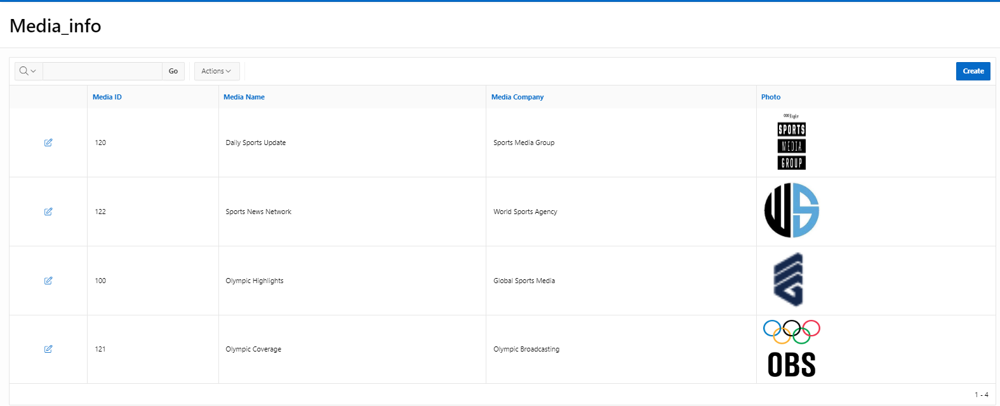 Media_info
Go
Actions
Create
Media ID
Media Name
Media Company
Photo
120
Daily Sports Update
Sports Media Group
SPORTS
MEDIA
GROUP
122
Sports News Network
World Sports Agency
WS
100
Olympic Highlights
Global Sports Media
121
Olympic Coverage
Olympic Broadcasting
OBS
1 - 4